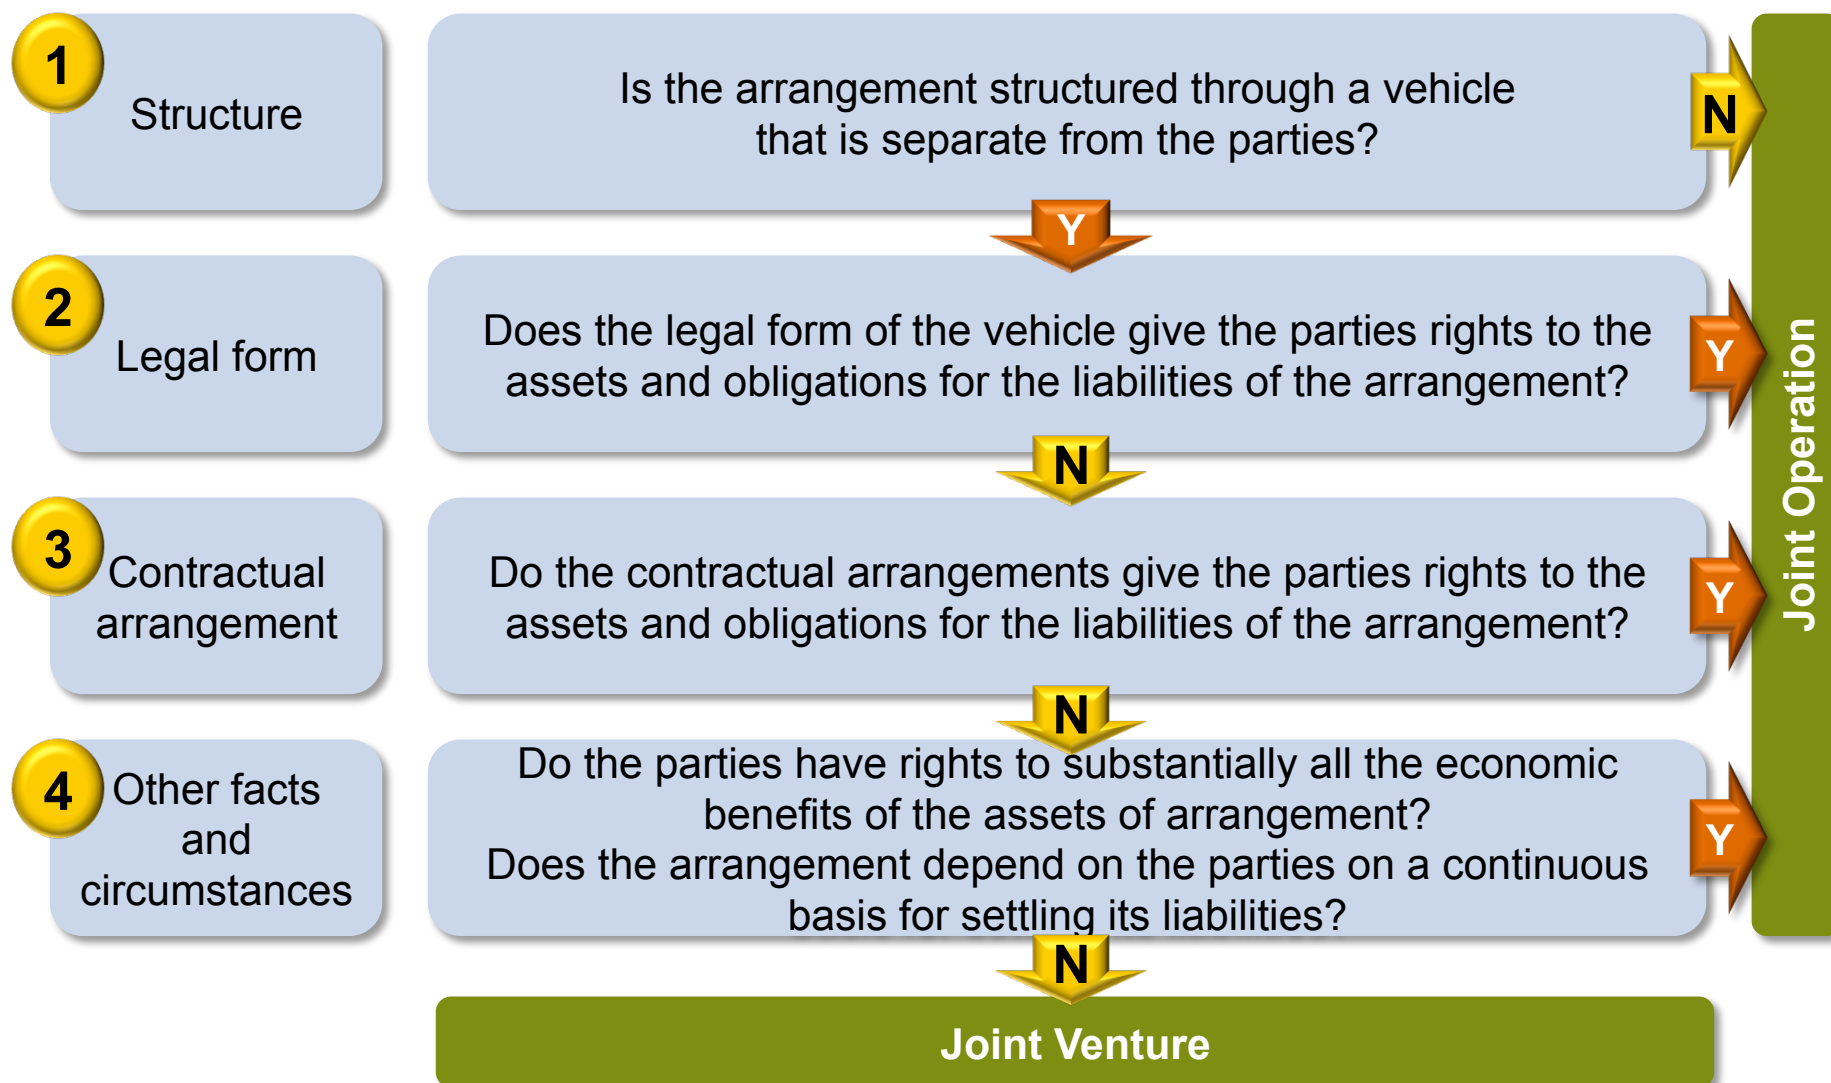 1
Structure
Is the arrangement structured through a vehicle
that is separate from the parties?
N
Y
2
Legal form
Does the legal form of the vehicle give the parties rights to the
assets and obligations for the liabilities of the arrangement?
Y
N
3
Contractual
arrangement
Do the contractual arrangements give the parties rights to the
assets and obligations for the liabilities of the arrangement?
Y
N
4
Other facts
and
circumstances
Do the parties have rights to substantially all the economic
benefits of the assets of arrangement?
Does the arrangement depend on the parties on a continuous
basis for settling its liabilities?
Y
N
Joint Operation
Joint Venture